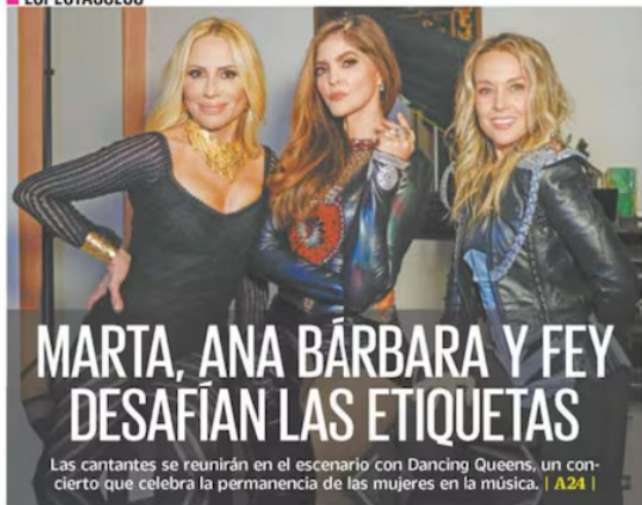 ESPECTÁCULOS
MARTA, ANA BÁRBARA Y FEY
DESAFÍAN LAS ETIQUETAS
Las cantantes se reunirán en el escenario con Dancing Queens, un con-
cierto que celebra la permanencia de las mujeres en la música. | A24 |